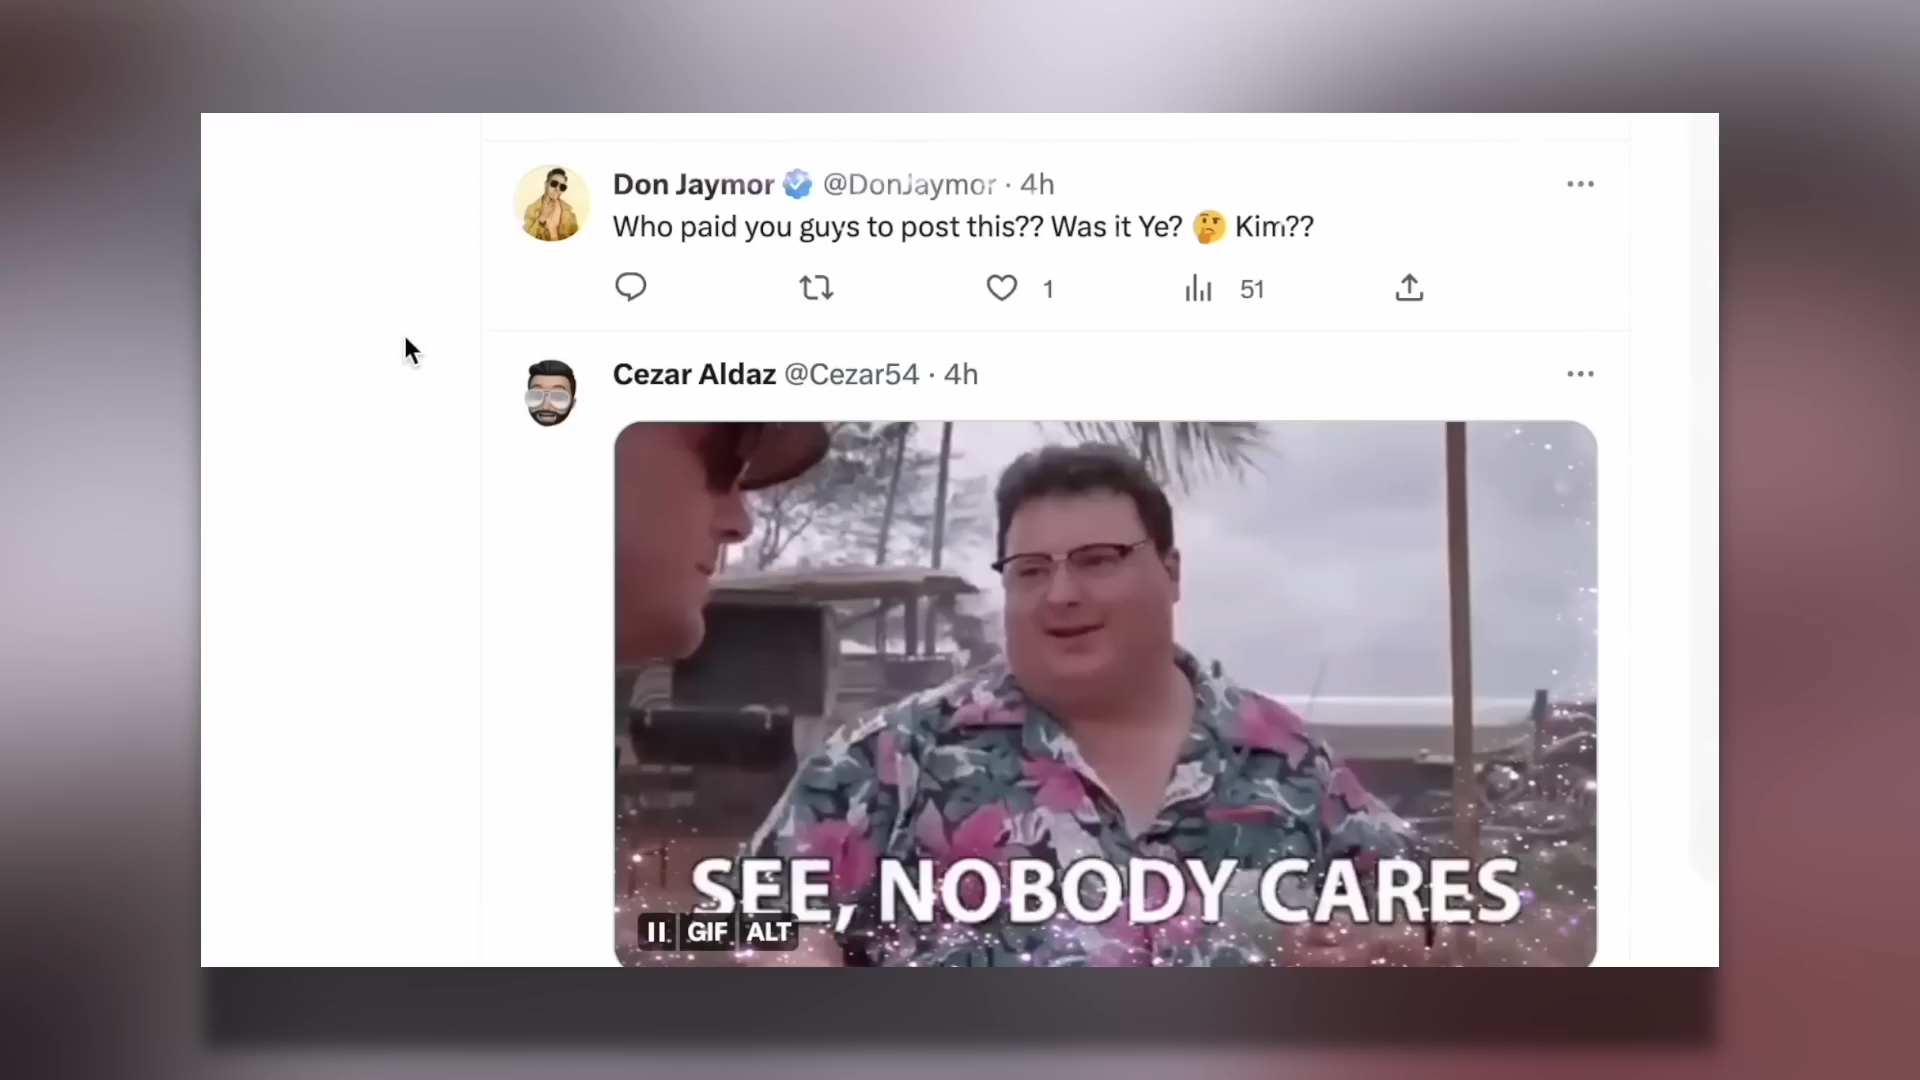 Don Jaymor @DonJaymor · 4h
Who paid you guys to post this?? Was it Ye? 🤔 Kim??
1 51
Cezar Aldaz @Cezar54 · 4h
SEE, NOBODY CARES
GIF ALT